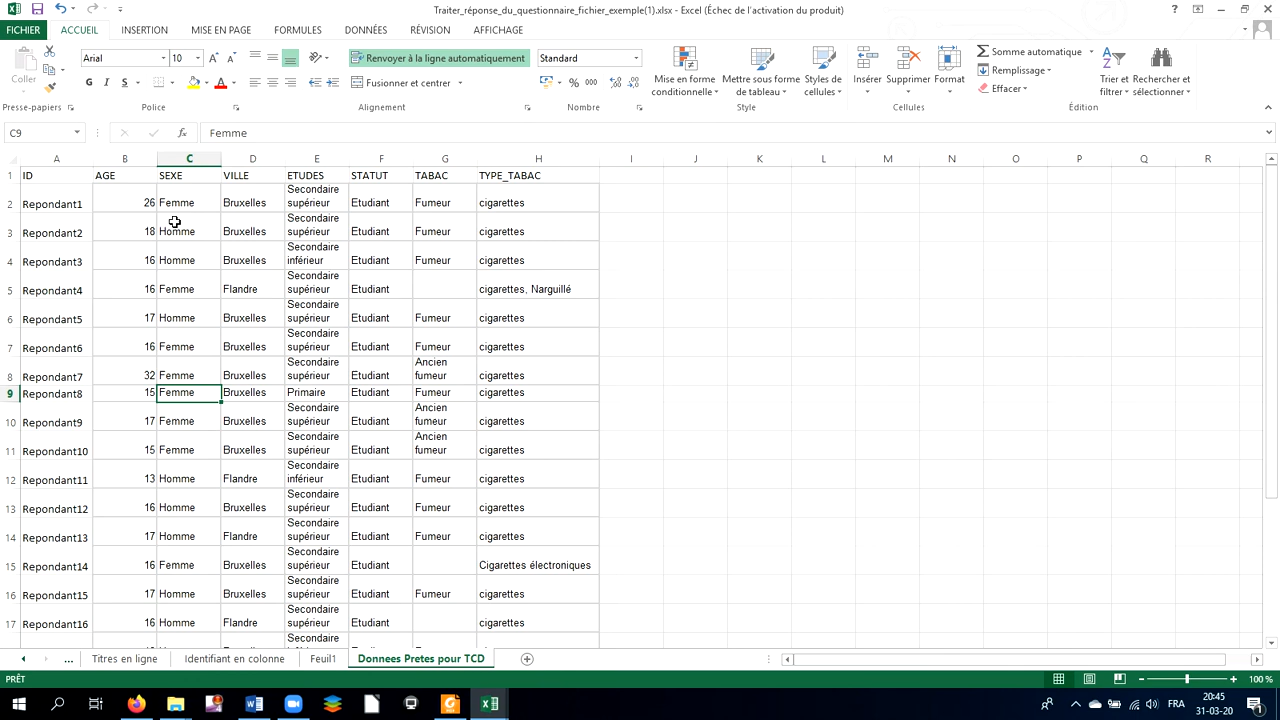 Traiter_réponse_du_questionnaire_fichier_exemple(1).xlsx - Excel (Échec de l'activation du produit)
FICHIER ACCUEIL INSERTION MISE EN PAGE FORMULES DONNÉES RÉVISION AFFICHAGE
Coller
Presse-papiers
Arial 10
G I S
Police
Renvoyer à la ligne automatiquement
Fusionner et centrer
Alignement
Standard
Nombre
Mise en forme conditionnelle
Mettre sous forme de tableau
Styles de cellules
Style
Insérer Supprimer Format
Cellules
Somme automatique
Remplissage
Effacer
Trier et filtrer
Rechercher et sélectionner
Édition
C9 fx Femme
A B C D E F G H I J K L M N O P Q R
1 ID AGE SEXE VILLE ETUDES STATUT TABAC TYPE_TABAC
2 Repondant1 26 Femme Bruxelles Secondaire supérieur Etudiant Fumeur cigarettes
3 Repondant2 18 Homme Bruxelles Secondaire supérieur Etudiant Fumeur cigarettes
4 Repondant3 16 Homme Bruxelles Secondaire inférieur Etudiant Fumeur cigarettes
5 Repondant4 16 Femme Flandre Secondaire supérieur Etudiant cigarettes, Narguillé
6 Repondant5 17 Homme Bruxelles Secondaire supérieur Etudiant Fumeur cigarettes
7 Repondant6 16 Femme Bruxelles Secondaire supérieur Etudiant Fumeur cigarettes
8 Repondant7 32 Femme Bruxelles Secondaire supérieur Etudiant Ancien fumeur cigarettes
9 Repondant8 15 Femme Bruxelles Primaire Etudiant Fumeur cigarettes
10 Repondant9 17 Femme Bruxelles Secondaire supérieur Etudiant Ancien fumeur cigarettes
11 Repondant10 15 Femme Bruxelles Secondaire supérieur Etudiant Ancien fumeur cigarettes
12 Repondant11 13 Homme Flandre Secondaire inférieur Etudiant Fumeur cigarettes
13 Repondant12 16 Homme Bruxelles Secondaire supérieur Etudiant Fumeur cigarettes
14 Repondant13 17 Homme Flandre Secondaire supérieur Etudiant Fumeur cigarettes
15 Repondant14 16 Femme Bruxelles Secondaire supérieur Etudiant Cigarettes électroniques
16 Repondant15 17 Homme Bruxelles Secondaire supérieur Etudiant Fumeur cigarettes
17 Repondant16 16 Homme Flandre Secondaire supérieur Etudiant cigarettes
Secondaire
... Titres en ligne Identifiant en colonne Feuil1 Donnees Pretes pour TCD
PRÊT 100 %
FRA 20:45
31-03-20